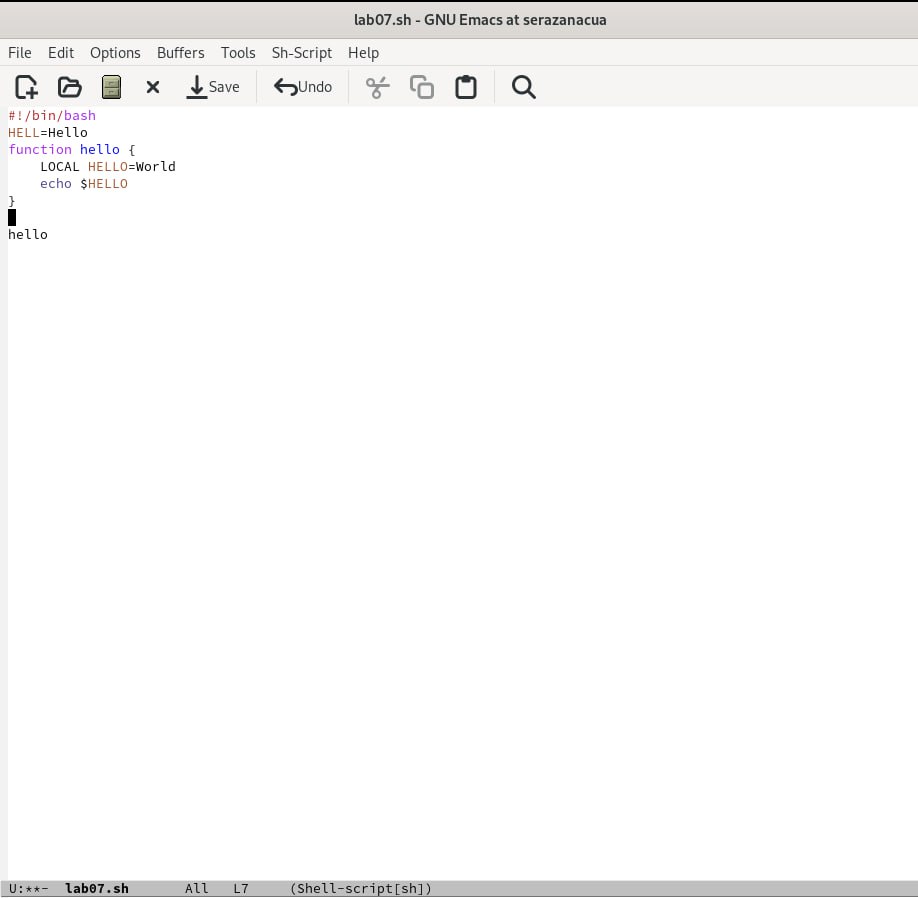 lab07.sh - GNU Emacs at serazanacua
File Edit Options Buffers Tools Sh-Script Help
Save Undo
#!/bin/bash
HELL=Hello
function hello {
    LOCAL HELLO=World
    echo $HELLO
}
hello
U:**-  lab07.sh       All   L7     (Shell-script[sh])